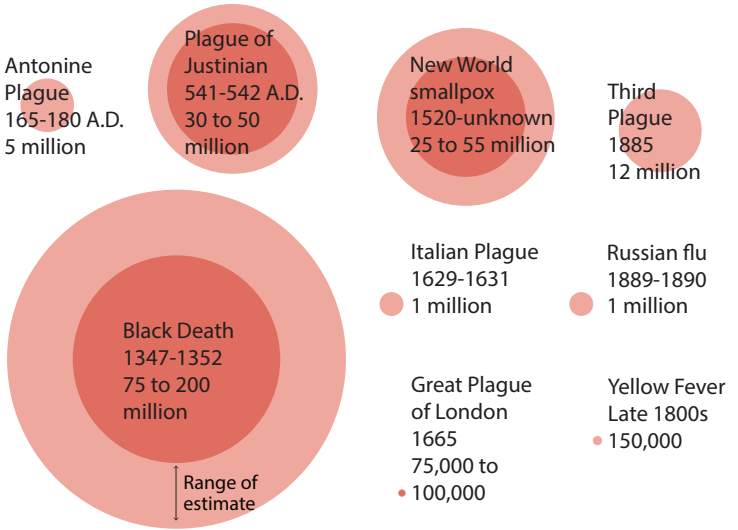 Antonine
Plague
165-180 A.D.
5 million
Plague of
Justinian
541-542 A.D.
30 to 50
million
New World
smallpox
1520-unknown
25 to 55 million
Third
Plague
1885
12 million
Black Death
1347-1352
75 to 200
million
Range of
estimate
Italian Plague
1629-1631
1 million
Russian flu
1889-1890
1 million
Great Plague
of London
1665
75,000 to
100,000
Yellow Fever
Late 1800s
150,000